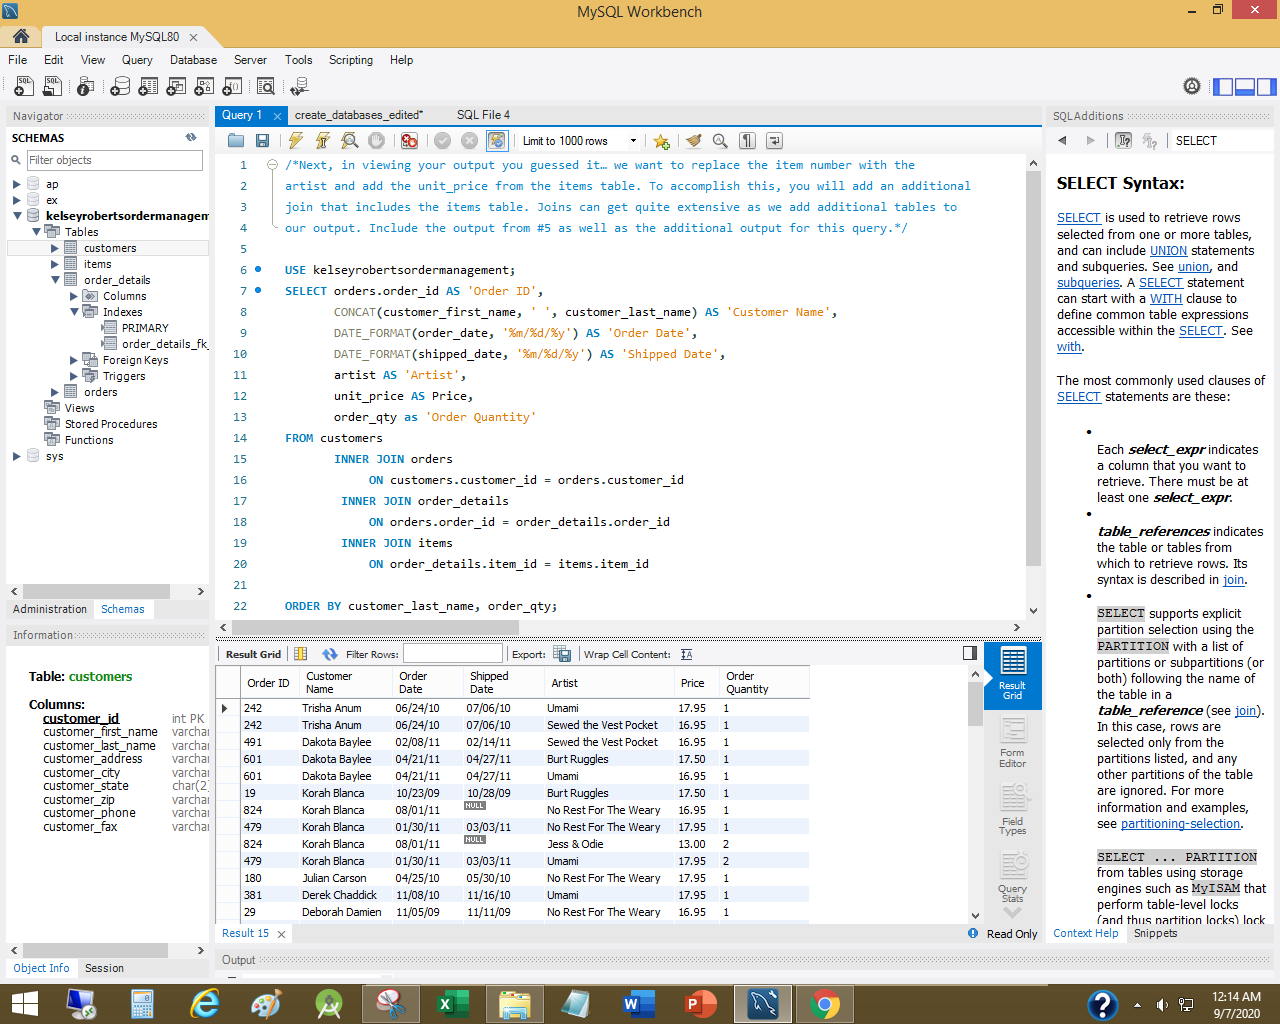 MySQL Workbench
Local instance MySQL80
File Edit View Query Database Server Tools Scripting Help
Navigator
SCHEMAS
Filter objects
ap
ex
kelseyrobertsordermanagem
Tables
customers
items
order_details
Columns
Indexes
PRIMARY
order_details_fk_
Foreign Keys
Triggers
orders
Views
Stored Procedures
Functions
sys
Administration Schemas
Information
Table: customers
Columns:
customer_id int PK
customer_first_name varchar
customer_last_name varchar
customer_address varchar
customer_city varchar
customer_state char(2)
customer_zip varchar
customer_phone varchar
customer_fax varchar
Object Info Session
Query 1 create_databases_edited* SQL File 4
Limit to 1000 rows
1 /*Next, in viewing your output you guessed it… we want to replace the item number with the
2 artist and add the unit_price from the items table. To accomplish this, you will add an additional
3 join that includes the items table. Joins can get quite extensive as we add additional tables to
4 our output. Include the output from #5 as well as the additional output for this query.*/
5
6 USE kelseyrobertsordermanagement;
7 SELECT orders.order_id AS 'Order ID',
8 CONCAT(customer_first_name, ' ', customer_last_name) AS 'Customer Name',
9 DATE_FORMAT(order_date, '%m/%d/%y') AS 'Order Date',
10 DATE_FORMAT(shipped_date, '%m/%d/%y') AS 'Shipped Date',
11 artist AS 'Artist',
12 unit_price AS Price,
13 order_qty as 'Order Quantity'
14 FROM customers
15 INNER JOIN orders
16 ON customers.customer_id = orders.customer_id
17 INNER JOIN order_details
18 ON orders.order_id = order_details.order_id
19 INNER JOIN items
20 ON order_details.item_id = items.item_id
21
22 ORDER BY customer_last_name, order_qty;
Result Grid Filter Rows: Export: Wrap Cell Content:
Order ID Customer Name Order Date Shipped Date Artist Price Order Quantity
242 Trisha Anum 06/24/10 07/06/10 Umami 17.95 1
242 Trisha Anum 06/24/10 07/06/10 Sewed the Vest Pocket 16.95 1
491 Dakota Baylee 02/08/11 02/14/11 Sewed the Vest Pocket 16.95 1
601 Dakota Baylee 04/21/11 04/27/11 Burt Ruggles 17.50 1
601 Dakota Baylee 04/21/11 04/27/11 Umami 16.95 1
19 Korah Blanca 10/23/09 10/28/09 Burt Ruggles 17.50 1
824 Korah Blanca 08/01/11 NULL No Rest For The Weary 16.95 1
479 Korah Blanca 01/30/11 03/03/11 No Rest For The Weary 17.95 1
824 Korah Blanca 08/01/11 NULL Jess & Odie 13.00 2
479 Korah Blanca 01/30/11 03/03/11 Umami 17.95 2
180 Julian Carson 04/25/10 05/30/10 No Rest For The Weary 17.95 1
381 Derek Chaddick 11/08/10 11/16/10 Umami 17.95 1
29 Deborah Damien 11/05/09 11/11/09 No Rest For The Weary 16.95 1
Result Grid
Form Editor
Field Types
Query Stats
Result 15 Read Only
Output
SQLAdditions
SELECT
SELECT Syntax:
SELECT is used to retrieve rows
selected from one or more tables,
and can include UNION statements
and subqueries. See union, and
subqueries. A SELECT statement
can start with a WITH clause to
define common table expressions
accessible within the SELECT. See
with.
The most commonly used clauses of
SELECT statements are these:
• Each select_expr indicates
a column that you want to
retrieve. There must be at
least one select_expr.
• table_references indicates
the table or tables from
which to retrieve rows. Its
syntax is described in join.
• SELECT supports explicit
partition selection using the
PARTITION with a list of
partitions or subpartitions (or
both) following the name of
the table in a
table_reference (see join).
In this case, rows are
selected only from the
partitions listed, and any
other partitions of the table
are ignored. For more
information and examples,
see partitioning-selection.
SELECT ... PARTITION
from tables using storage
engines such as MyISAM that
perform table-level locks
(and thus partition locks) lock
Context Help Snippets
12:14 AM
9/7/2020